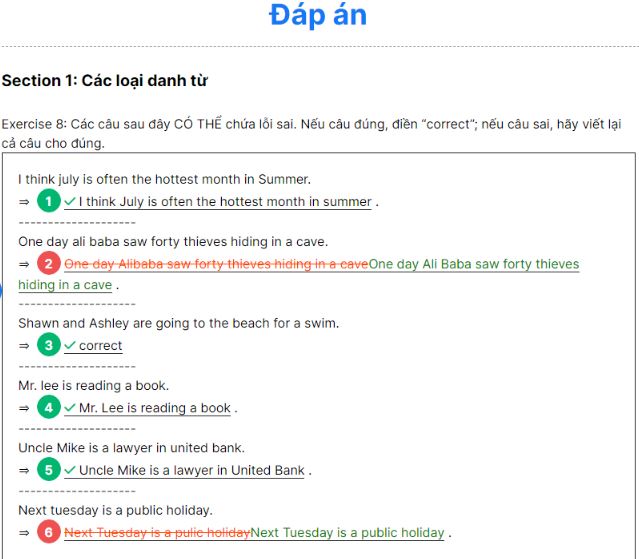 Đáp án
Section 1: Các loại danh từ
Exercise 8: Các câu sau đây CÓ THỂ chứa lỗi sai. Nếu câu đúng, điền “correct”; nếu câu sai, hãy viết lại
cả câu cho đúng.
I think july is often the hottest month in Summer.
⇒ 1 ✓ I think July is often the hottest month in summer .
--------------------
One day ali baba saw forty thieves hiding in a cave.
⇒ 2 One day Alibaba saw forty thieves hiding in a caveOne day Ali Baba saw forty thieves
hiding in a cave .
--------------------
Shawn and Ashley are going to the beach for a swim.
⇒ 3 ✓ correct
--------------------
Mr. lee is reading a book.
⇒ 4 ✓ Mr. Lee is reading a book .
--------------------
Uncle Mike is a lawyer in united bank.
⇒ 5 ✓ Uncle Mike is a lawyer in United Bank .
--------------------
Next tuesday is a public holiday.
⇒ 6 Next Tuesday is a pulic holidayNext Tuesday is a public holiday .